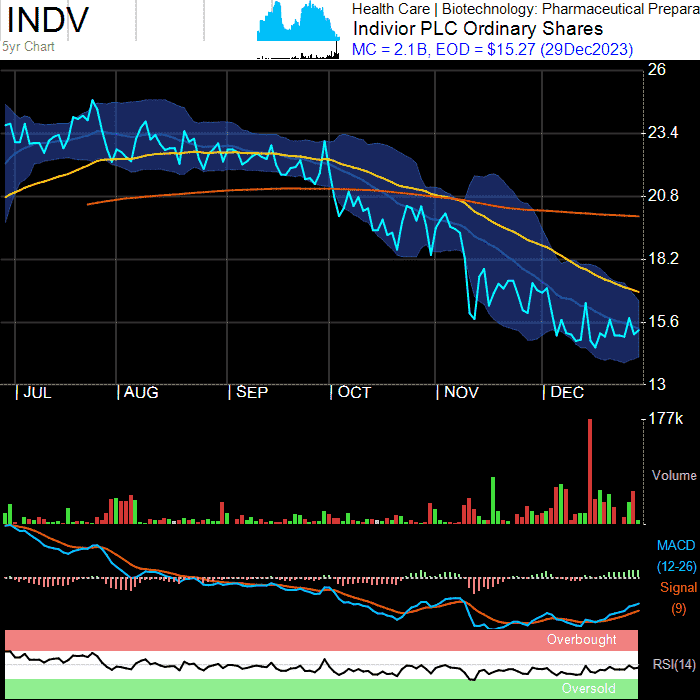 INDV
5yr Chart
Health Care | Biotechnology: Pharmaceutical Prepara
Indivior PLC Ordinary Shares
MC = 2.1B, EOD = $15.27 (29Dec2023)
26
23.4
20.8
18.2
15.6
13
JUL AUG SEP OCT NOV DEC
177k
Volume
MACD
(12-26)
Signal
(9)
Overbought
RSI(14)
Oversold